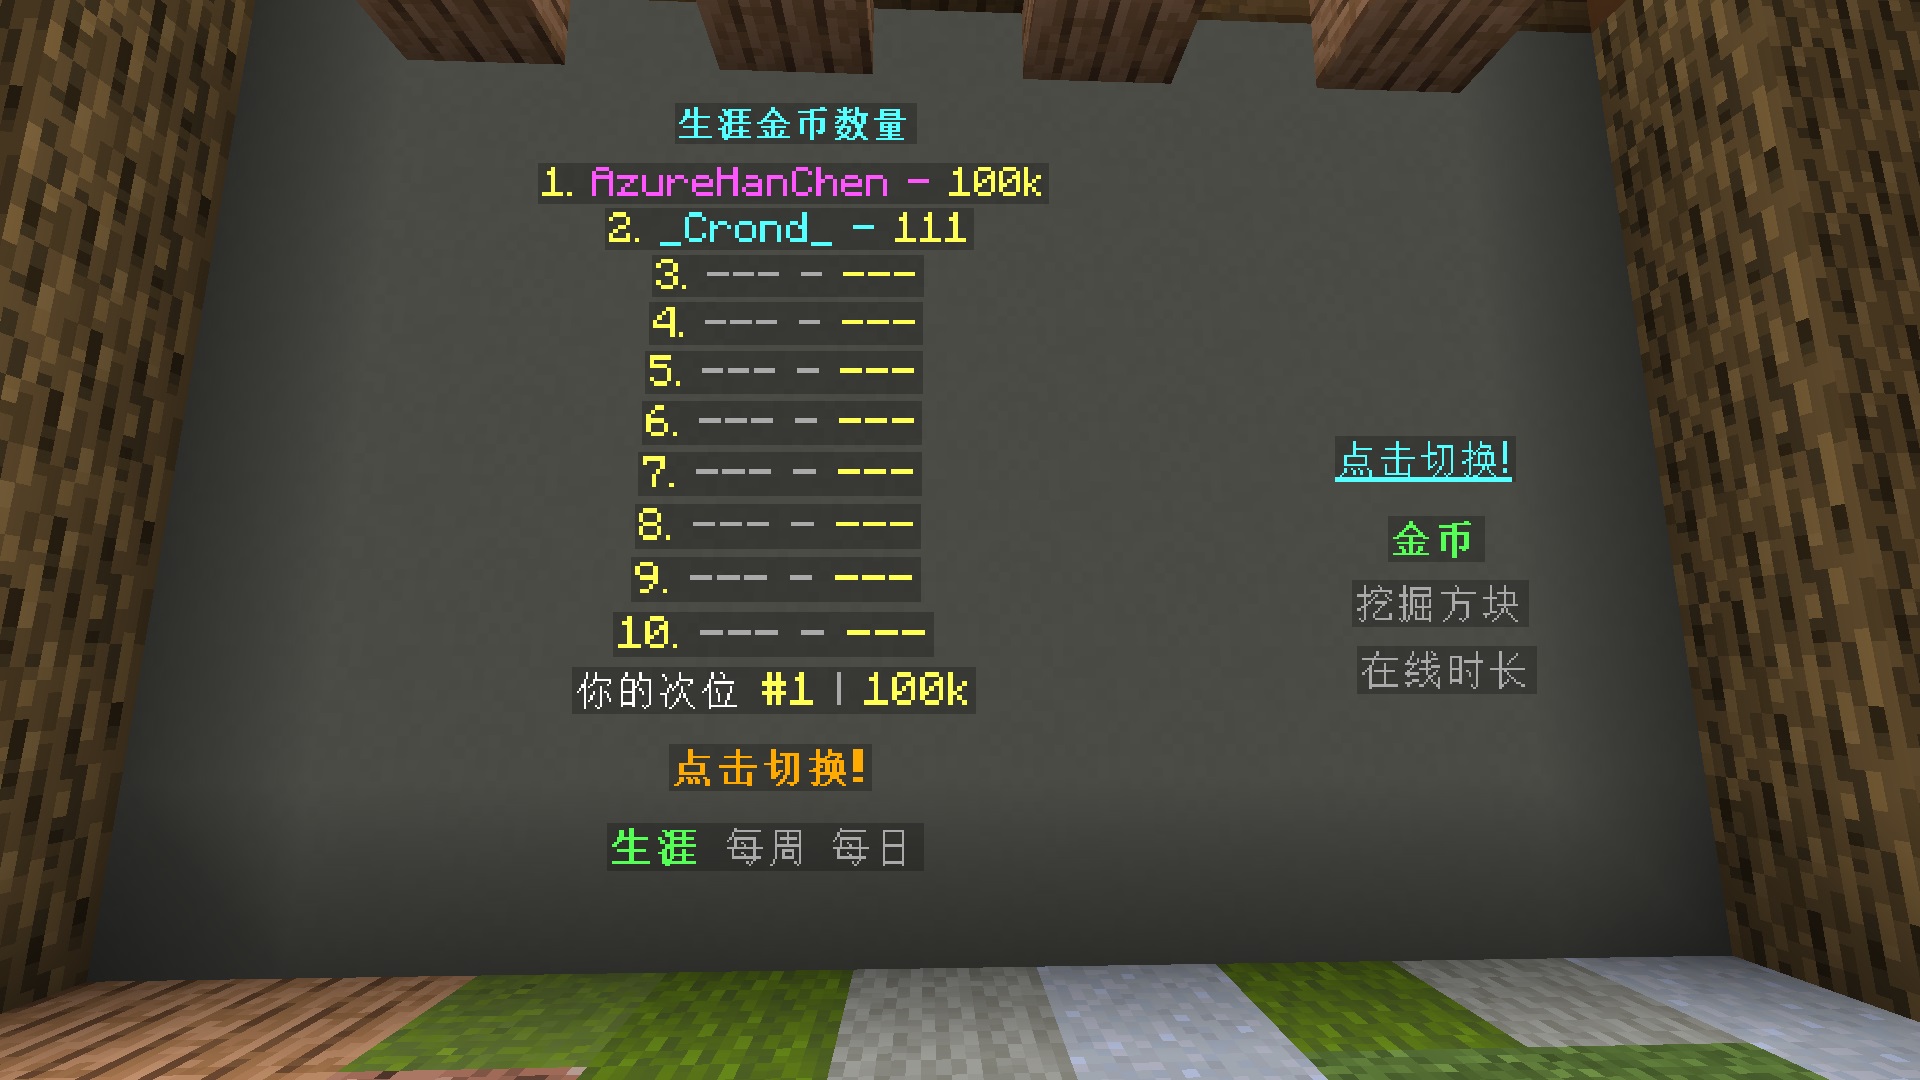 生涯金币数量
1. AzureHanChen - 100k
2. _Crond_ - 111
3. --- - ---
4. --- - ---
5. --- - ---
6. --- - ---
7. --- - ---
8. --- - ---
9. --- - ---
10. --- - ---
你的次位 #1 | 100k
点击切换!
生涯 每周 每日
点击切换!
金币
挖掘方块
在线时长